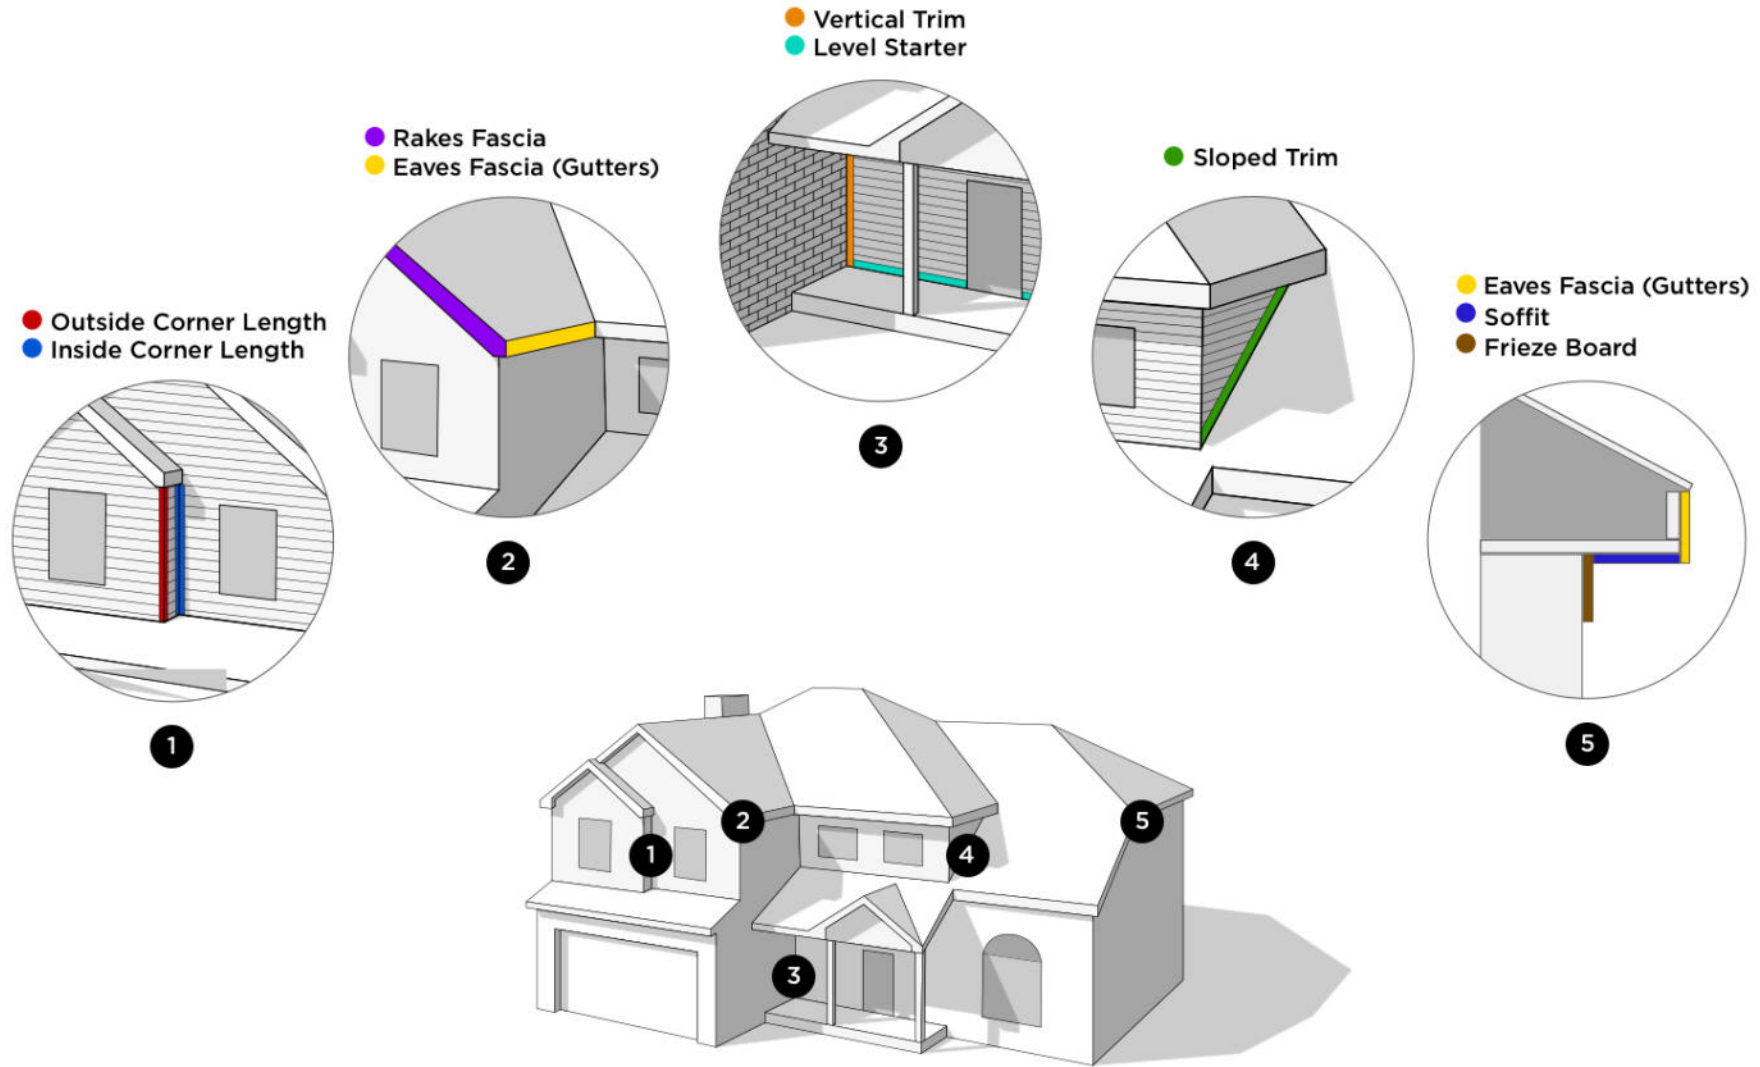 Vertical Trim
Level Starter
Rakes Fascia
Eaves Fascia (Gutters)
Sloped Trim
Outside Corner Length
Inside Corner Length
Eaves Fascia (Gutters)
Soffit
Frieze Board
3
2
4
1
5
2
5
1
4
3